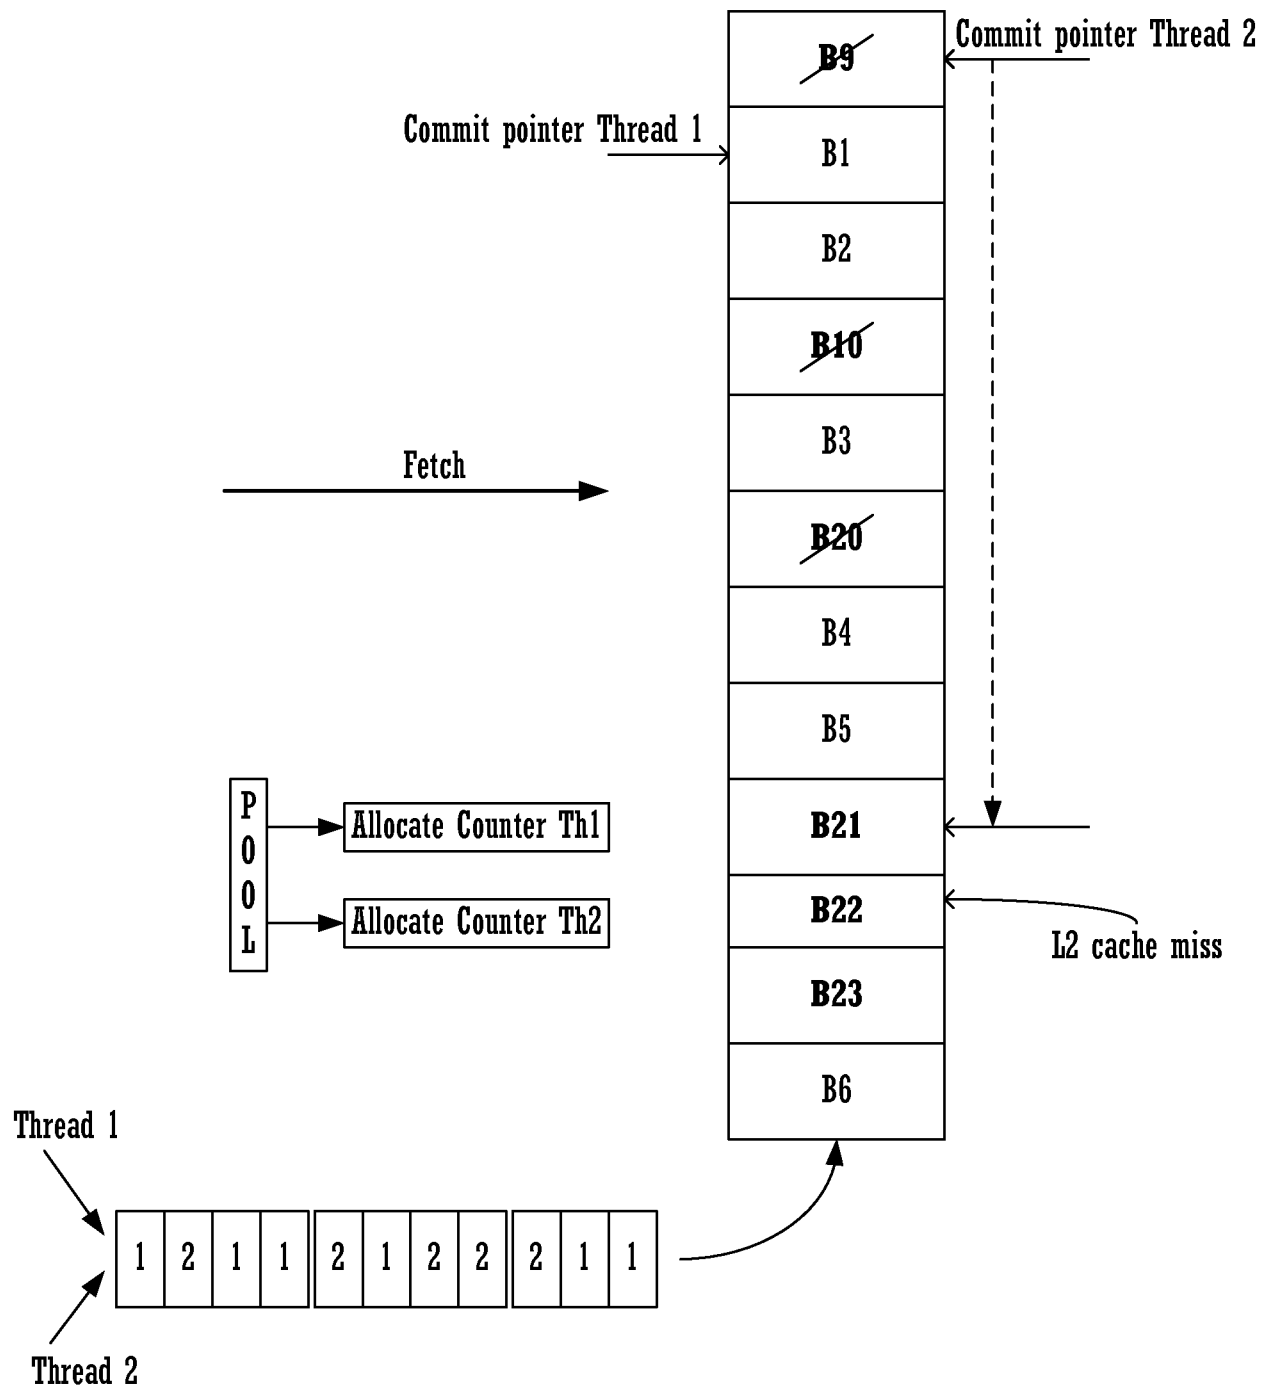 B9
Commit pointer Thread 2
Commit pointer Thread 1
B1
B2
B10
B3
Fetch
B20
B4
B5
POOL
Allocate Counter Th1
B21
Allocate Counter Th2
B22
L2 cache miss
B23
B6
Thread 1
1 2 1 1 2 1 2 2 2 1 1
Thread 2